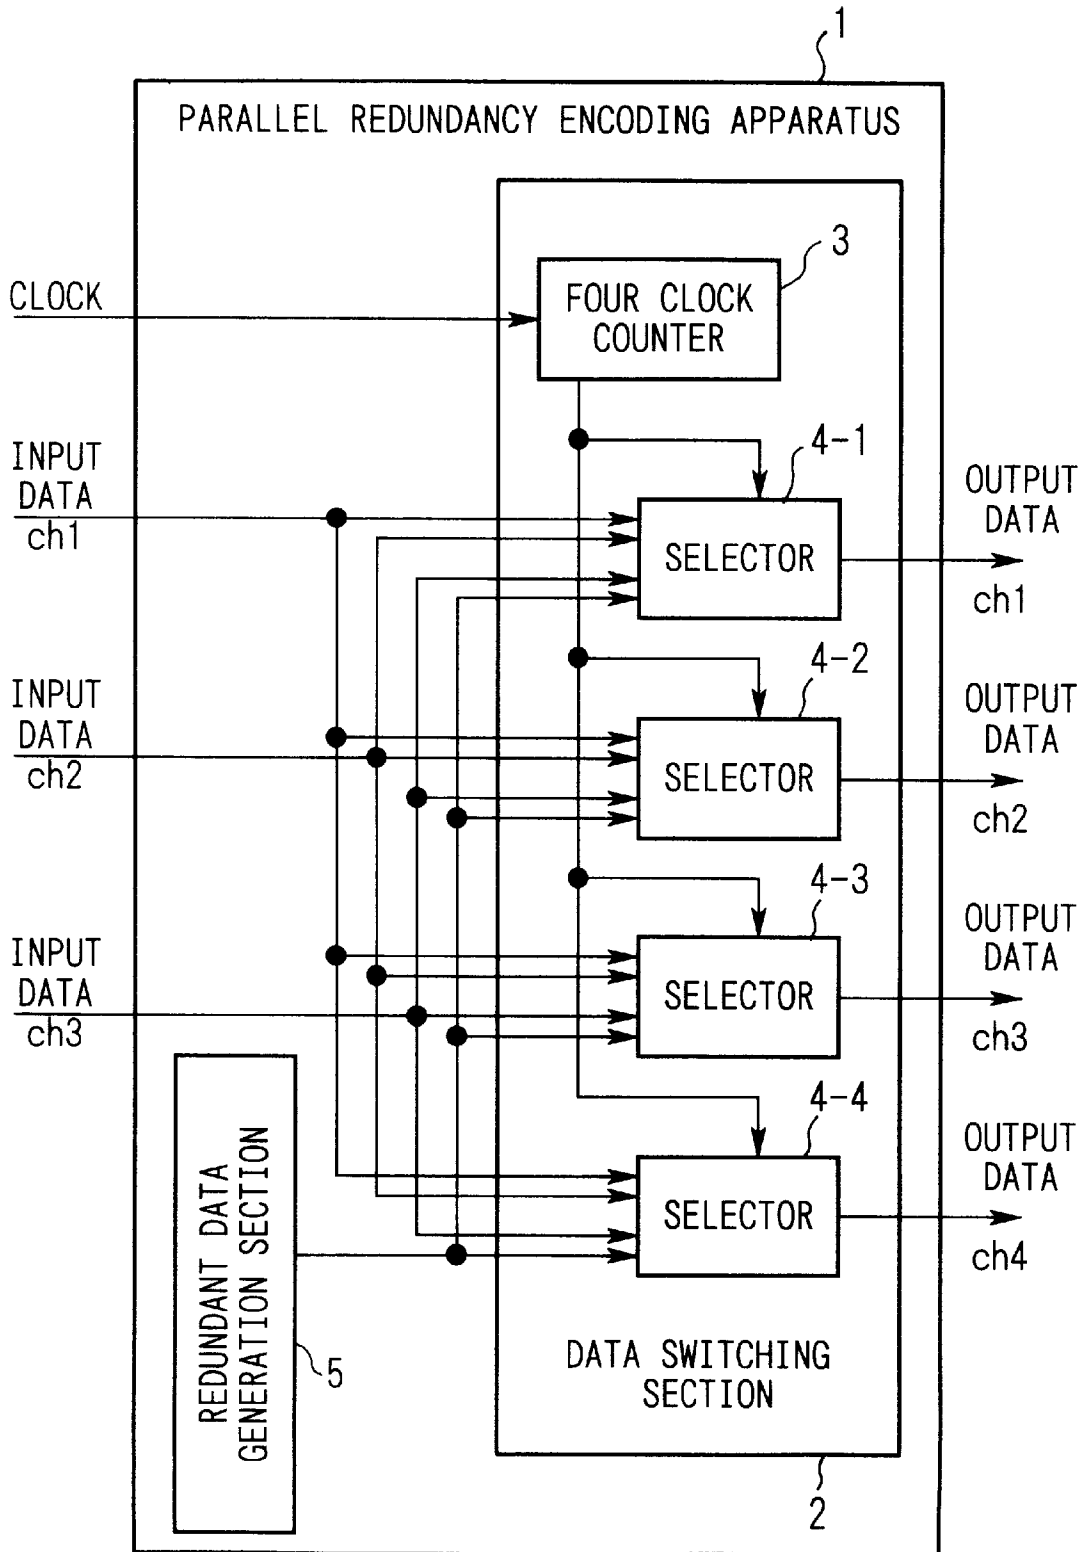 1
PARALLEL REDUNDANCY ENCODING APPARATUS
3
CLOCK
FOUR CLOCK
COUNTER
INPUT
DATA
ch1
4-1
SELECTOR
OUTPUT
DATA
ch1
INPUT
DATA
ch2
4-2
SELECTOR
OUTPUT
DATA
ch2
INPUT
DATA
ch3
4-3
SELECTOR
OUTPUT
DATA
ch3
4-4
SELECTOR
OUTPUT
DATA
ch4
REDUNDANT DATA
GENERATION SECTION
5
DATA SWITCHING
SECTION
2